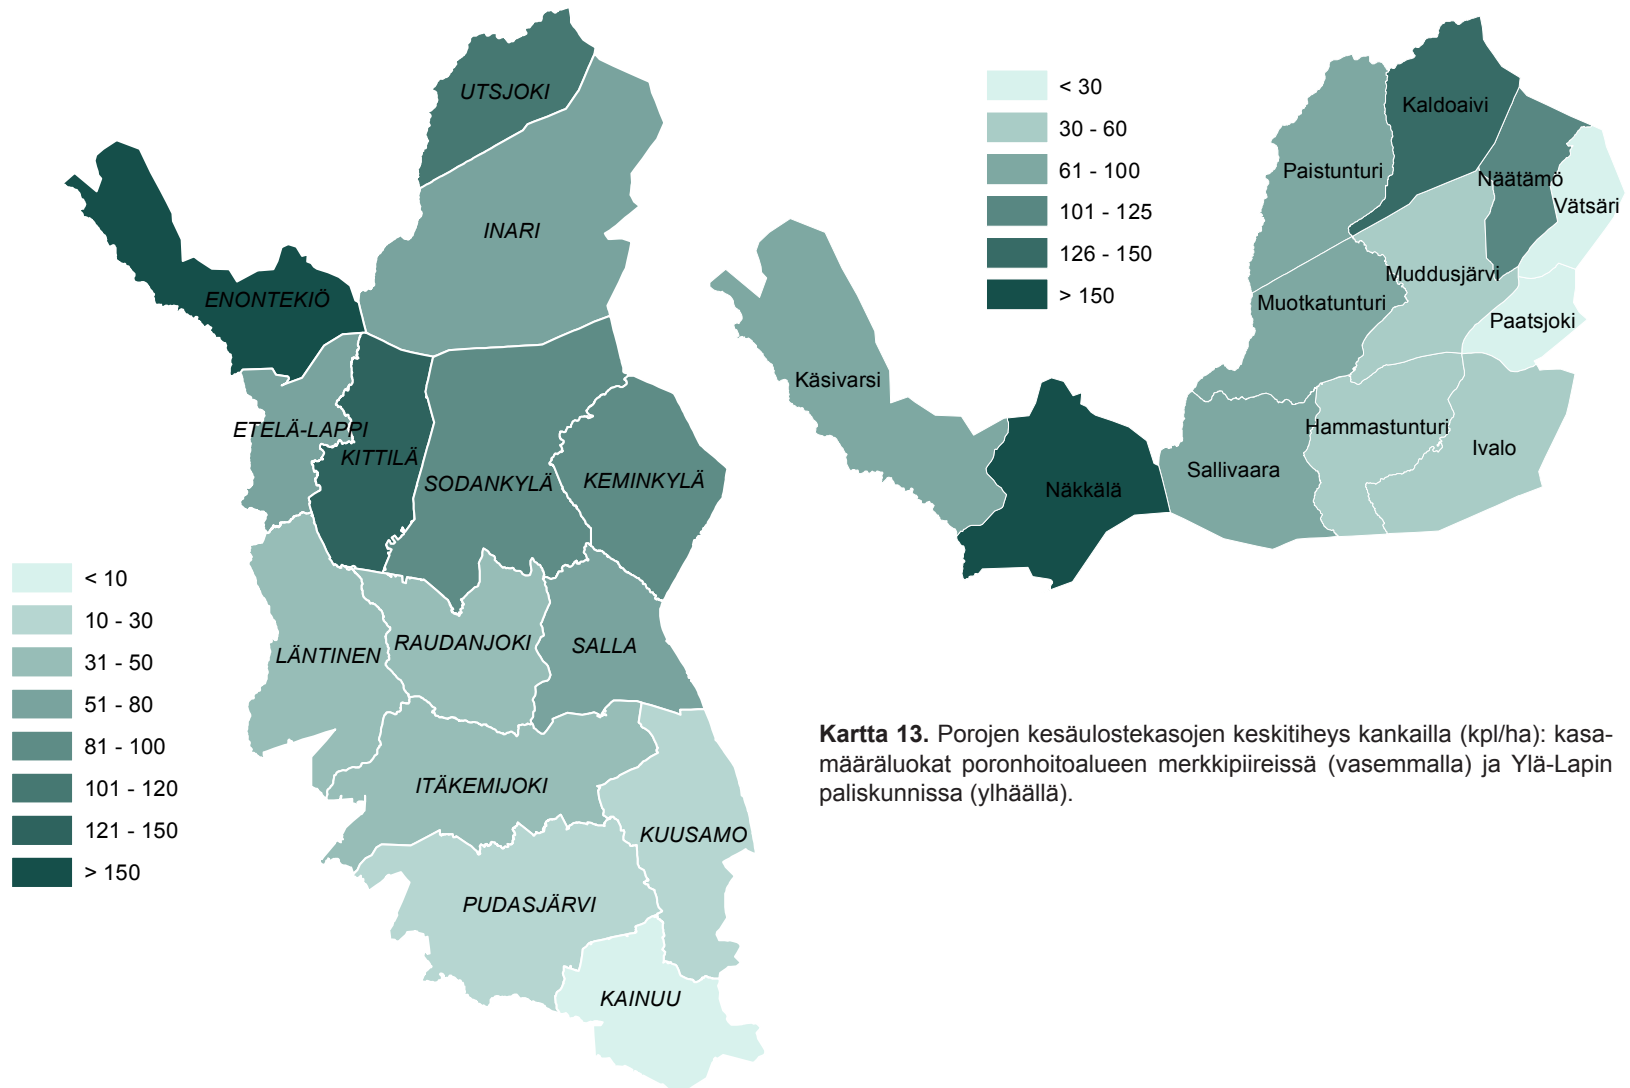 UTSJOKI
INARI
ENONTEKIÖ
ETELÄ-LAPPI
KITTILÄ
SODANKYLÄ
KEMINKYLÄ
LÄNTINEN
RAUDANJOKI
SALLA
ITÄKEMIJOKI
KUUSAMO
PUDASJÄRVI
KAINUU
< 10
10 - 30
31 - 50
51 - 80
81 - 100
101 - 120
121 - 150
> 150
< 30
30 - 60
61 - 100
101 - 125
126 - 150
> 150
Kaldoaivi
Paistunturi
Näätämö
Vätsäri
Muddusjärvi
Muotkatunturi
Paatsjoki
Käsivarsi
Hammastunturi
Ivalo
Sallivaara
Näkkälä
Kartta 13. Porojen kesäulostekasojen keskitiheys kankailla (kpl/ha): kasa-
määräluokat poronhoitoalueen merkkipiireissä (vasemmalla) ja Ylä-Lapin
paliskunnissa (ylhäällä).